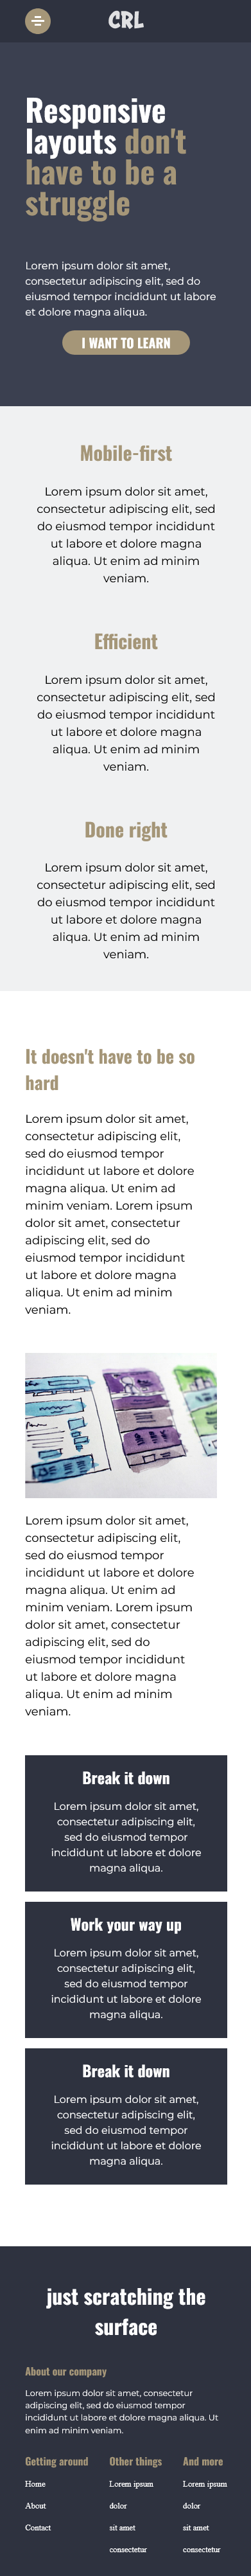 CRL
Responsive
layouts don't
have to be a
struggle
Lorem ipsum dolor sit amet,
consectetur adipiscing elit, sed do
eiusmod tempor incididunt ut labore
et dolore magna aliqua.
I WANT TO LEARN
Mobile-first
Lorem ipsum dolor sit amet,
consectetur adipiscing elit, sed
do eiusmod tempor incididunt
ut labore et dolore magna
aliqua. Ut enim ad minim
veniam.
Efficient
Lorem ipsum dolor sit amet,
consectetur adipiscing elit, sed
do eiusmod tempor incididunt
ut labore et dolore magna
aliqua. Ut enim ad minim
veniam.
Done right
Lorem ipsum dolor sit amet,
consectetur adipiscing elit, sed
do eiusmod tempor incididunt
ut labore et dolore magna
aliqua. Ut enim ad minim
veniam.
It doesn't have to be so
hard
Lorem ipsum dolor sit amet,
consectetur adipiscing elit,
sed do eiusmod tempor
incididunt ut labore et dolore
magna aliqua. Ut enim ad
minim veniam. Lorem ipsum
dolor sit amet, consectetur
adipiscing elit, sed do
eiusmod tempor incididunt
ut labore et dolore magna
aliqua. Ut enim ad minim
veniam.
Lorem ipsum dolor sit amet,
consectetur adipiscing elit,
sed do eiusmod tempor
incididunt ut labore et dolore
magna aliqua. Ut enim ad
minim veniam. Lorem ipsum
dolor sit amet, consectetur
adipiscing elit, sed do
eiusmod tempor incididunt
ut labore et dolore magna
aliqua. Ut enim ad minim
veniam.
Break it down
Lorem ipsum dolor sit amet,
consectetur adipiscing elit,
sed do eiusmod tempor
incididunt ut labore et dolore
magna aliqua.
Work your way up
Lorem ipsum dolor sit amet,
consectetur adipiscing elit,
sed do eiusmod tempor
incididunt ut labore et dolore
magna aliqua.
Break it down
Lorem ipsum dolor sit amet,
consectetur adipiscing elit,
sed do eiusmod tempor
incididunt ut labore et dolore
magna aliqua.
just scratching the
surface
About our company
Lorem ipsum dolor sit amet, consectetur
adipiscing elit, sed do eiusmod tempor
incididunt ut labore et dolore magna aliqua. Ut
enim ad minim veniam.
Getting around
Home
About
Contact
Other things
Lorem ipsum
dolor
sit amet
consectetur
And more
Lorem ipsum
dolor
sit amet
consectetur